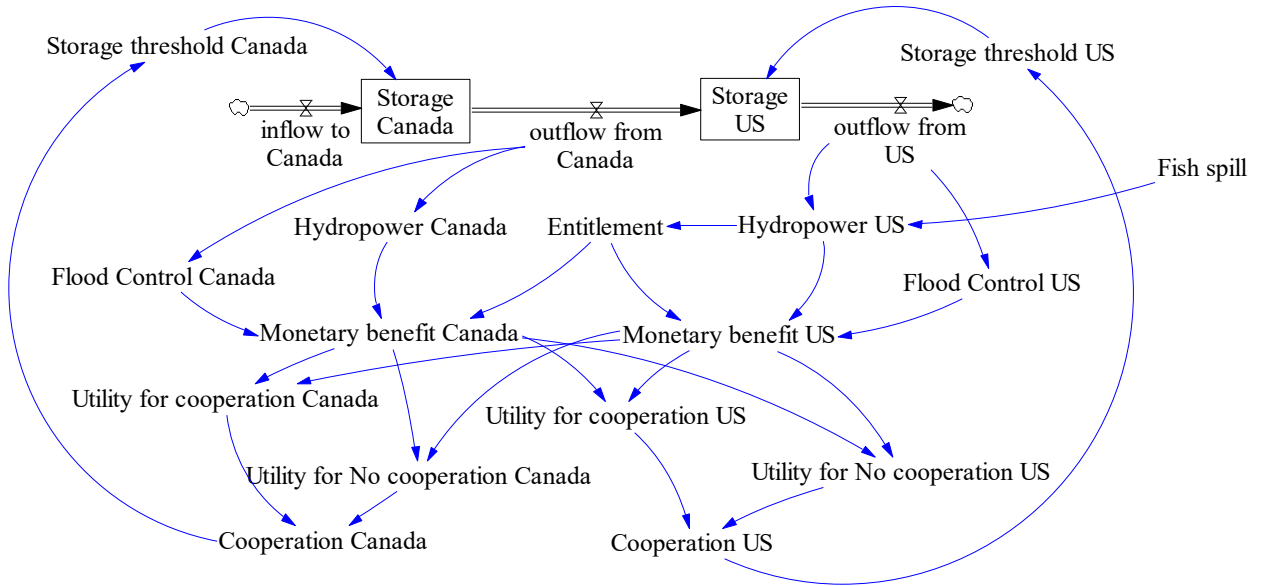 Storage threshold Canada
Storage threshold US
Storage
Canada
Storage
US
inflow to
Canada
outflow from
Canada
outflow from
US
Fish spill
Hydropower Canada
Entitlement
Hydropower US
Flood Control Canada
Flood Control US
Monetary benefit Canada
Monetary benefit US
Utility for cooperation Canada
Utility for cooperation US
Utility for No cooperation Canada
Utility for No cooperation US
Cooperation Canada
Cooperation US